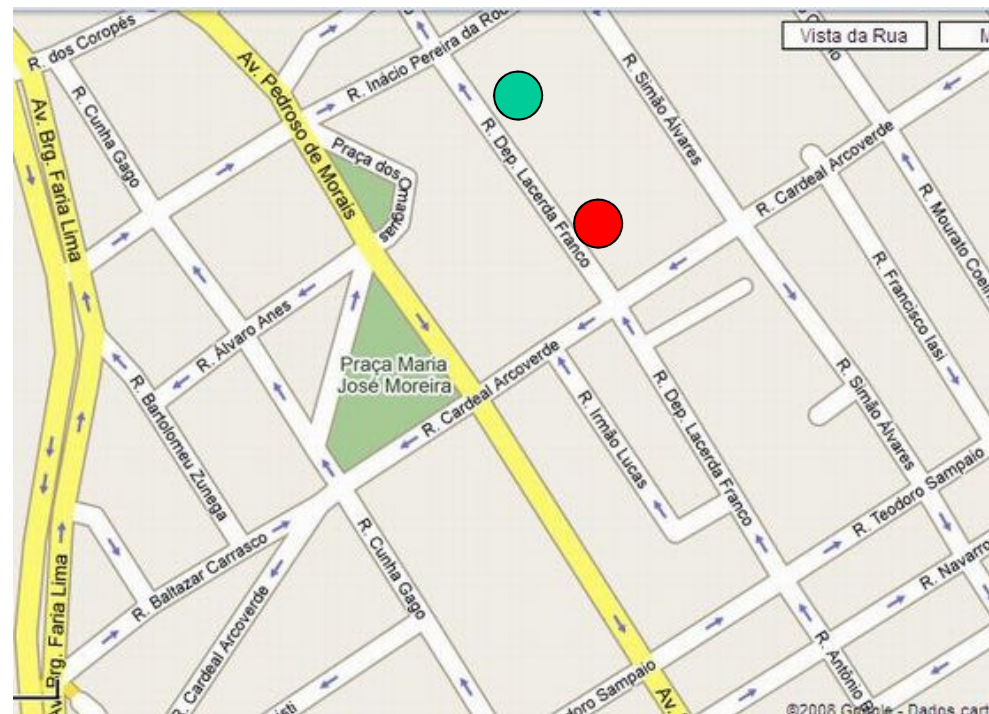 R. dos Coropés
Av. Pedroso de Morais
R. Inácio Pereira da Roc
R. Simão Álvares
Vista da Rua
M
R. Cunha Gago
Av. Brg. Faria Lima
Praça dos
Omaguas
R. Dep. Lacerda Franco
R. Cardeal Arcoverde
R. Mourato Coelh
R. Francisco Iasi
R. Álvaro Anes
Praça Maria
José Moreira
R. Cardeal Arcoverde
R. Bartolomeu Zunega
R. Irmão Lucas
R. Dep. Lacerda Franco
R. Simão Álvares
R. Teodoro Sampaio
R. Baltazar Carrasco
R. Cunha Gago
R. Navarro
Av. Brg. Faria Lima
R. Cardeal Arcoverde
R. Antônio B
doro Sampaio
Av.
sti
©2008 Google - Dados cart